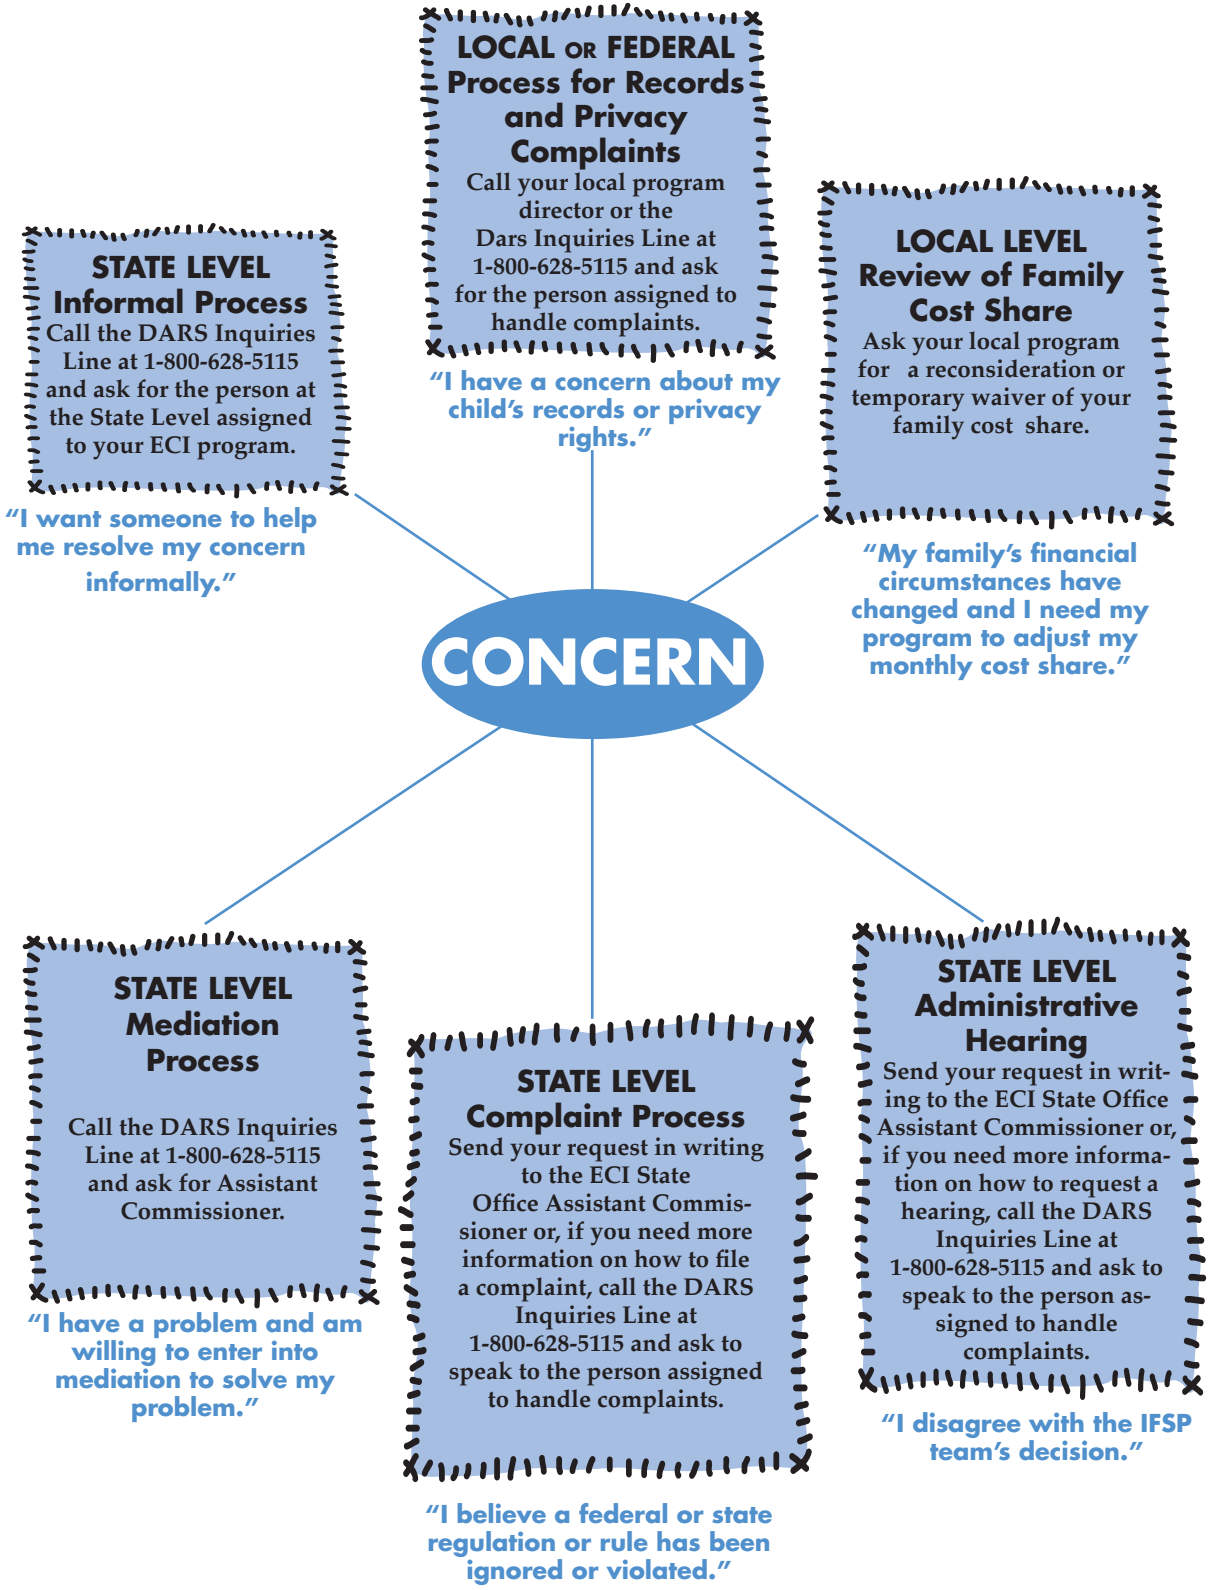 LOCAL OR FEDERAL
Process for Records
and Privacy
Complaints
Call your local program
director or the
Dars Inquiries Line at
1-800-628-5115 and ask
for the person assigned to
handle complaints.
"I have a concern about my
child's records or privacy
rights."
STATE LEVEL
Informal Process
Call the DARS Inquiries
Line at 1-800-628-5115
and ask for the person at
the State Level assigned
to your ECI program.
"I want someone to help
me resolve my concern
informally."
LOCAL LEVEL
Review of Family
Cost Share
Ask your local program
for a reconsideration or
temporary waiver of your
family cost share.
"My family's financial
circumstances have
changed and I need my
program to adjust my
monthly cost share."
CONCERN
STATE LEVEL
Mediation
Process
Call the DARS Inquiries
Line at 1-800-628-5115
and ask for Assistant
Commissioner.
"I have a problem and am
willing to enter into
mediation to solve my
problem."
STATE LEVEL
Complaint Process
Send your request in writing
to the ECI State
Office Assistant Commis-
sioner or, if you need more
information on how to file
a complaint, call the DARS
Inquiries Line at
1-800-628-5115 and ask to
speak to the person assigned
to handle complaints.
"I believe a federal or state
regulation or rule has been
ignored or violated."
STATE LEVEL
Administrative
Hearing
Send your request in writ-
ing to the ECI State Office
Assistant Commissioner or,
if you need more informa-
tion on how to request a
hearing, call the DARS
Inquiries Line at
1-800-628-5115 and ask to
speak to the person as-
signed to handle
complaints.
"I disagree with the IFSP
team's decision."